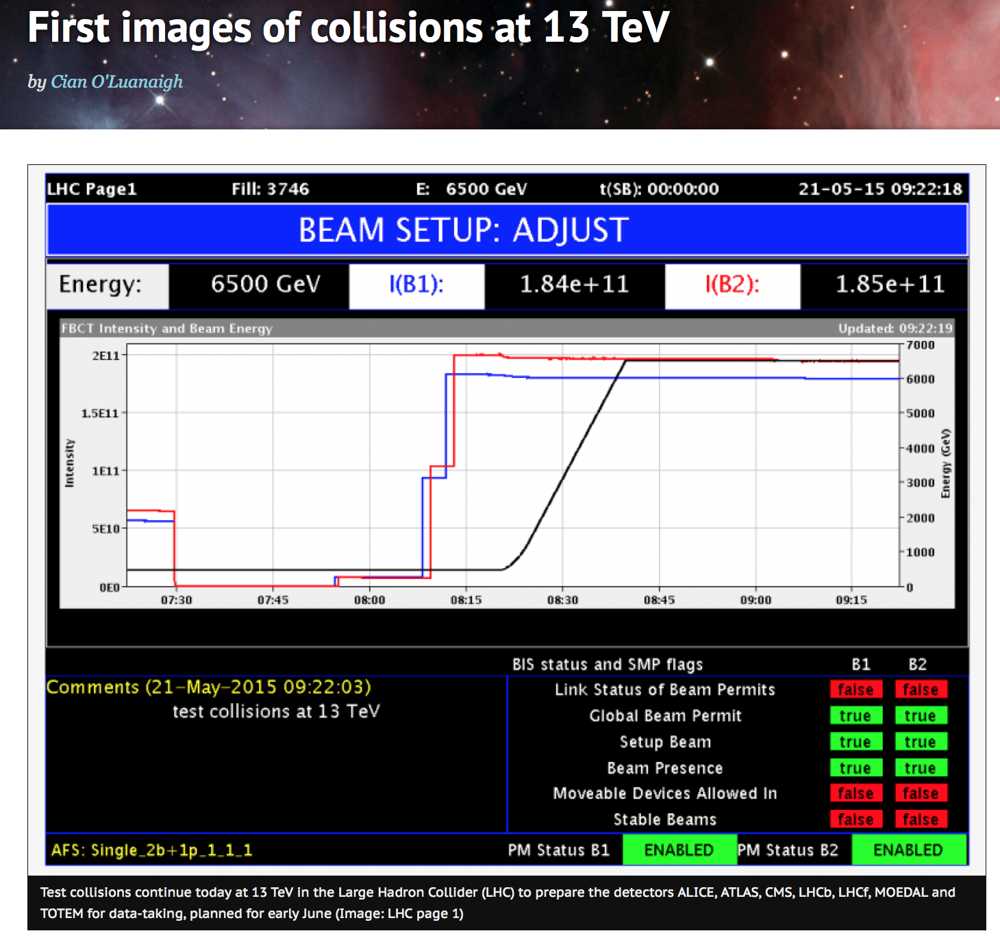 First images of collisions at 13 TeV
by Cian O'Luanaigh
LHC Page1 Fill: 3746 E: 6500 GeV t(SB): 00:00:00 21-05-15 09:22:18
BEAM SETUP: ADJUST
Energy: 6500 GeV I(B1): 1.84e+11 I(B2): 1.85e+11
FBCT Intensity and Beam Energy Updated: 09:22:19
2E11
1.5E11
1E11
5E10
0E0
Intensity
7000
6000
5000
4000
3000
2000
1000
0
Energy (GeV)
07:30 07:45 08:00 08:15 08:30 08:45 09:00 09:15
BIS status and SMP flags B1 B2
Comments (21-May-2015 09:22:03)
test collisions at 13 TeV
Link Status of Beam Permits false false
Global Beam Permit true true
Setup Beam true true
Beam Presence true true
Moveable Devices Allowed In false false
Stable Beams false false
AFS: Single_2b+1p_1_1_1 PM Status B1 ENABLED PM Status B2 ENABLED
Test collisions continue today at 13 TeV in the Large Hadron Collider (LHC) to prepare the detectors ALICE, ATLAS, CMS, LHCb, LHCf, MOEDAL and
TOTEM for data-taking, planned for early June (Image: LHC page 1)